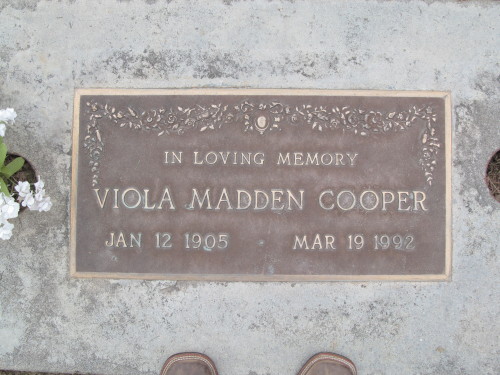 IN LOVING MEMORY
VIOLA MADDEN COOPER
JAN 12 1905 · MAR 19 1992